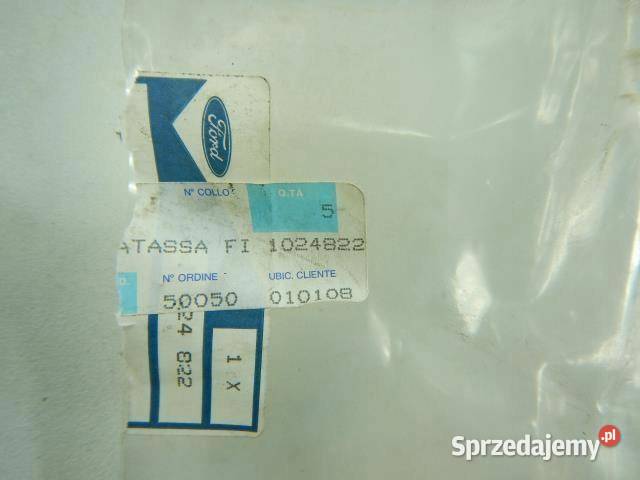 Ford
N° COLLO Q.TA
5
ATASSA FI 1024822
N° ORDINE UBIC. CLIENTE
50050 010108
24 822
1 X
Sprzedajemy.pl